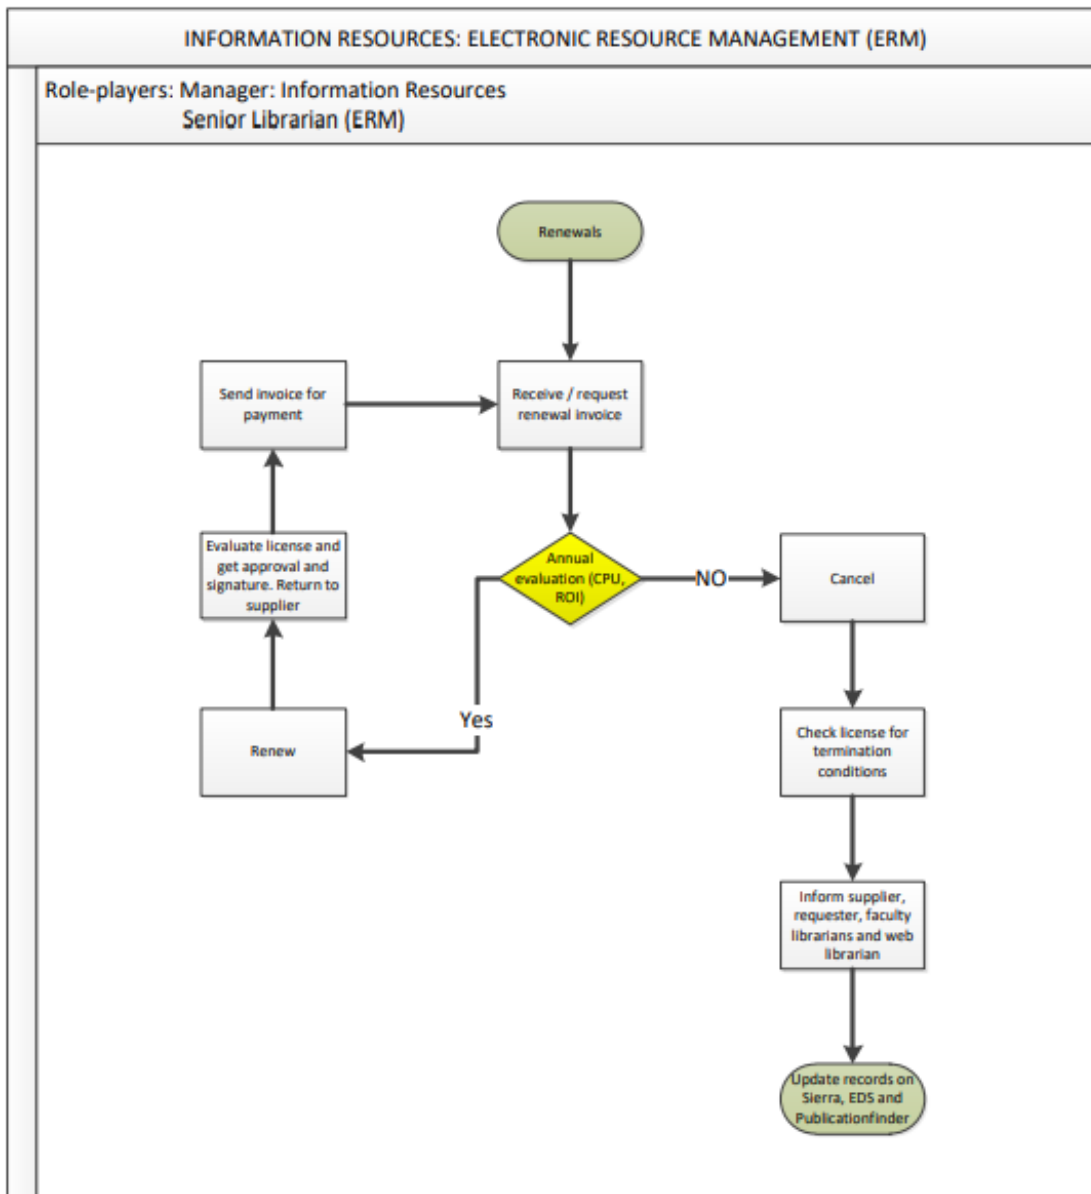 INFORMATION RESOURCES: ELECTRONIC RESOURCE MANAGEMENT (ERM)
Role-players: Manager: Information Resources
Senior Librarian (ERM)
Renewals
Send invoice for
payment
Receive / request
renewal invoice
Evaluate license and
get approval and
signature. Return to
supplier
Annual
evaluation (CPU,
ROI)
NO
Cancel
Yes
Renew
Check license for
termination
conditions
Inform supplier,
requester, faculty
librarians and web
librarian
Update records on
Sierra, EDS and
Publicationfinder